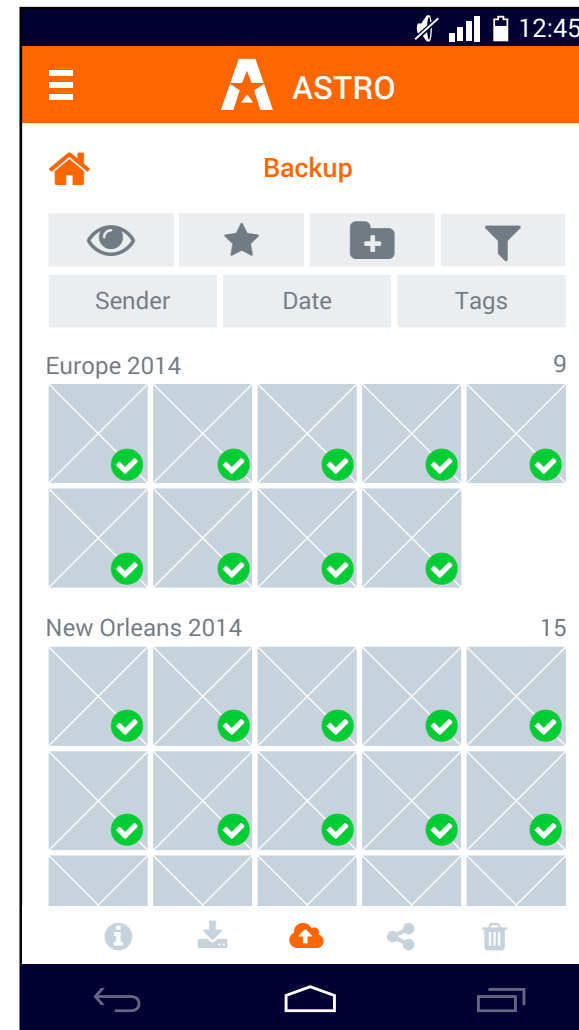 12:45
ASTRO
Backup
Sender Date Tags
Europe 2014 9
New Orleans 2014 15